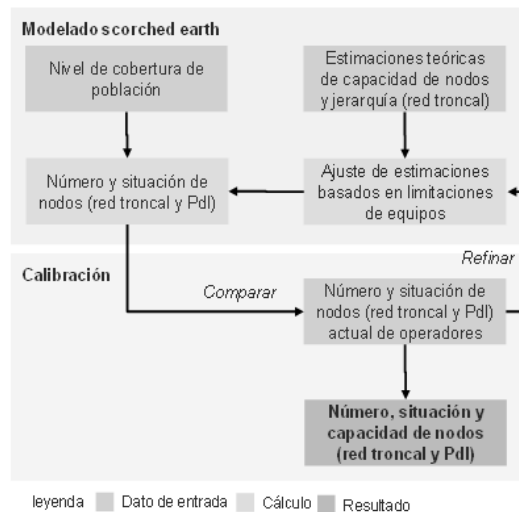 Modelado scorched earth
Nivel de cobertura de
población
Estimaciones teóricas
de capacidad de nodos
y jerarquía (red troncal)
Número y situación de
nodos (red troncal y PdI)
Ajuste de estimaciones
basados en limitaciones
de equipos
Calibración
Refinar
Comparar
Número y situación de
nodos (red troncal y PdI)
actual de operadores
Número, situación y
capacidad de nodos
(red troncal y PdI)
leyenda Dato de entrada Cálculo Resultado